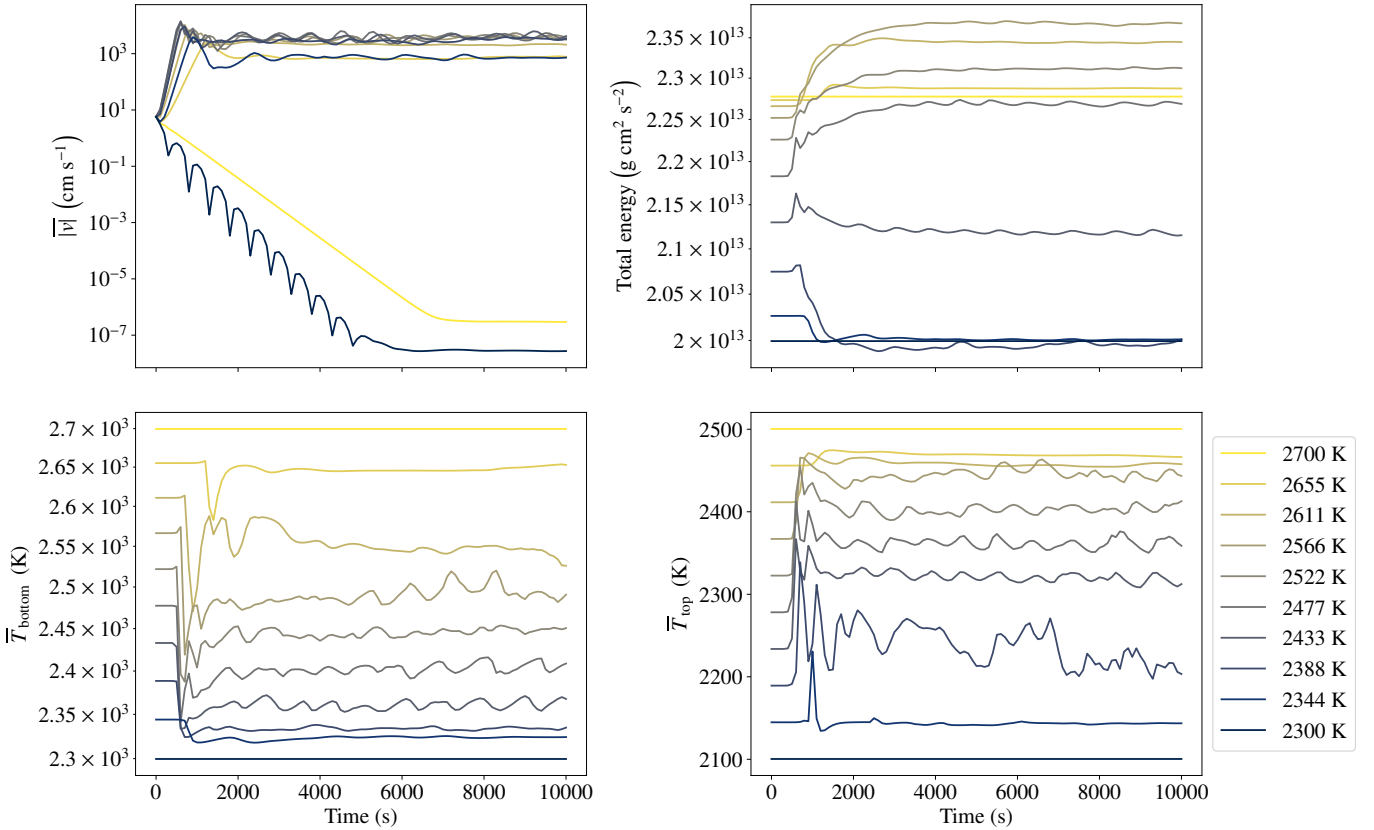 10³
10¹
10⁻¹
10⁻³
10⁻⁵
10⁻⁷
|v| (cm s⁻¹)
2.35 × 10¹³
2.3 × 10¹³
2.25 × 10¹³
2.2 × 10¹³
2.15 × 10¹³
2.1 × 10¹³
2.05 × 10¹³
2 × 10¹³
Total energy (g cm² s⁻²)
2.7 × 10³
2.65 × 10³
2.6 × 10³
2.55 × 10³
2.5 × 10³
2.45 × 10³
2.4 × 10³
2.35 × 10³
2.3 × 10³
T̅bottom (K)
0 2000 4000 6000 8000 10000
Time (s)
2500
2400
2300
2200
2100
T̅top (K)
0 2000 4000 6000 8000 10000
Time (s)
2700 K
2655 K
2611 K
2566 K
2522 K
2477 K
2433 K
2388 K
2344 K
2300 K